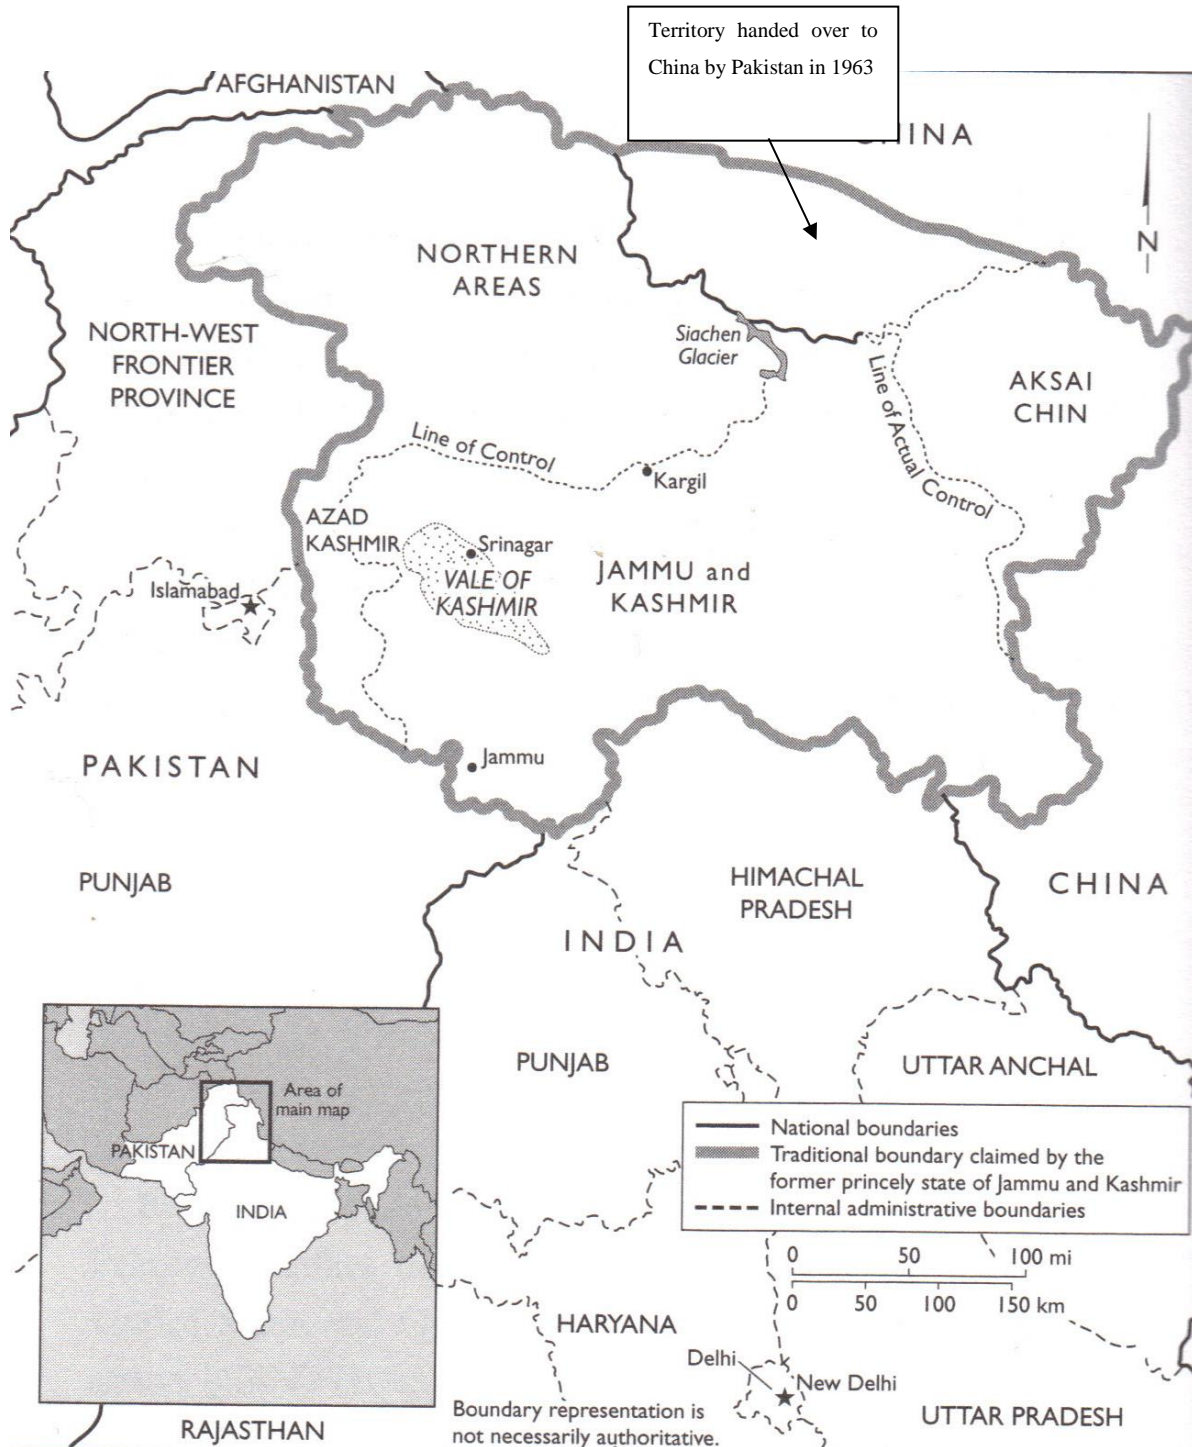 Territory handed over to
China by Pakistan in 1963
AFGHANISTAN
HINA
N
NORTHERN
AREAS
NORTH-WEST
FRONTIER
PROVINCE
Siachen
Glacier
AKSAI
CHIN
Line of Control
Line of Actual Control
Kargil
AZAD
KASHMIR
Srinagar
VALE OF
KASHMIR
JAMMU and
KASHMIR
Islamabad
PAKISTAN
Jammu
PUNJAB
HIMACHAL
PRADESH
CHINA
INDIA
PUNJAB
UTTAR ANCHAL
Area of
main map
PAKISTAN
INDIA
National boundaries
Traditional boundary claimed by the
former princely state of Jammu and Kashmir
Internal administrative boundaries
0 50 100 mi
0 50 100 150 km
HARYANA
Delhi
New Delhi
RAJASTHAN
Boundary representation is
not necessarily authoritative.
UTTAR PRADESH